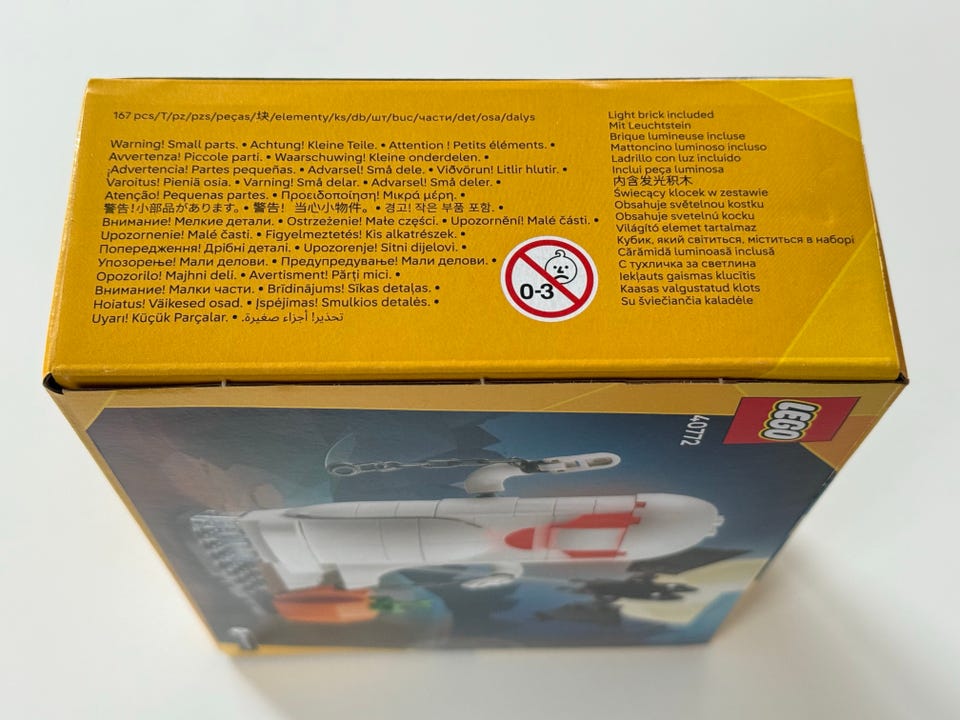 167 pcs/T/pz/pzs/peças/块/elementy/ks/db/шт/buc/части/det/osa/dalys
Warning! Small parts. • Achtung! Kleine Teile. • Attention ! Petits éléments. •
Avvertenza! Piccole parti. • Waarschuwing! Kleine onderdelen. •
¡Advertencia! Partes pequeñas. • Advarsel! Små dele. • Viðvörun! Litlir hlutir. •
Varoitus! Pieniä osia. • Varning! Små delar. • Advarsel! Små deler. •
Atenção! Pequenas partes. • Προειδοποίηση! Μικρά μέρη. •
警告!小部品があります。 • 警告! 当心小物件。 • 경고! 작은 부품 포함. •
Внимание! Мелкие детали. • Ostrzeżenie! Małe części. • Upozornění! Malé části. •
Upozornenie! Malé časti. • Figyelmeztetés! Kis alkatrészek. •
Попередження! Дрібні деталі. • Upozorenje! Sitni dijelovi. •
Упозорење! Мали делови. • Предупредување! Мали делови. •
Opozorilo! Majhni deli. • Avertisment! Părți mici. •
Внимание! Малки части. • Brīdinājums! Sīkas detaļas. •
Hoiatus! Väikesed osad. • Įspėjimas! Smulkios detalės. •
Uyarı! Küçük Parçalar. • تحذير! أجزاء صغيرة.
0-3
Light brick included
Mit Leuchtstein
Brique lumineuse incluse
Mattoncino luminoso incluso
Ladrillo con luz incluido
Inclui peça luminosa
内含发光积木
Świecący klocek w zestawie
Obsahuje světelnou kostku
Obsahuje svetelnú kocku
Világító elemet tartalmaz
Кубик, який світиться, міститься в наборі
Cărămidă luminoasă inclusă
С тухличка за светлина
Iekļauts gaismas klucītis
Kaasas valgustatud klots
Su šviečiančia kaladėle
40772
LEGO